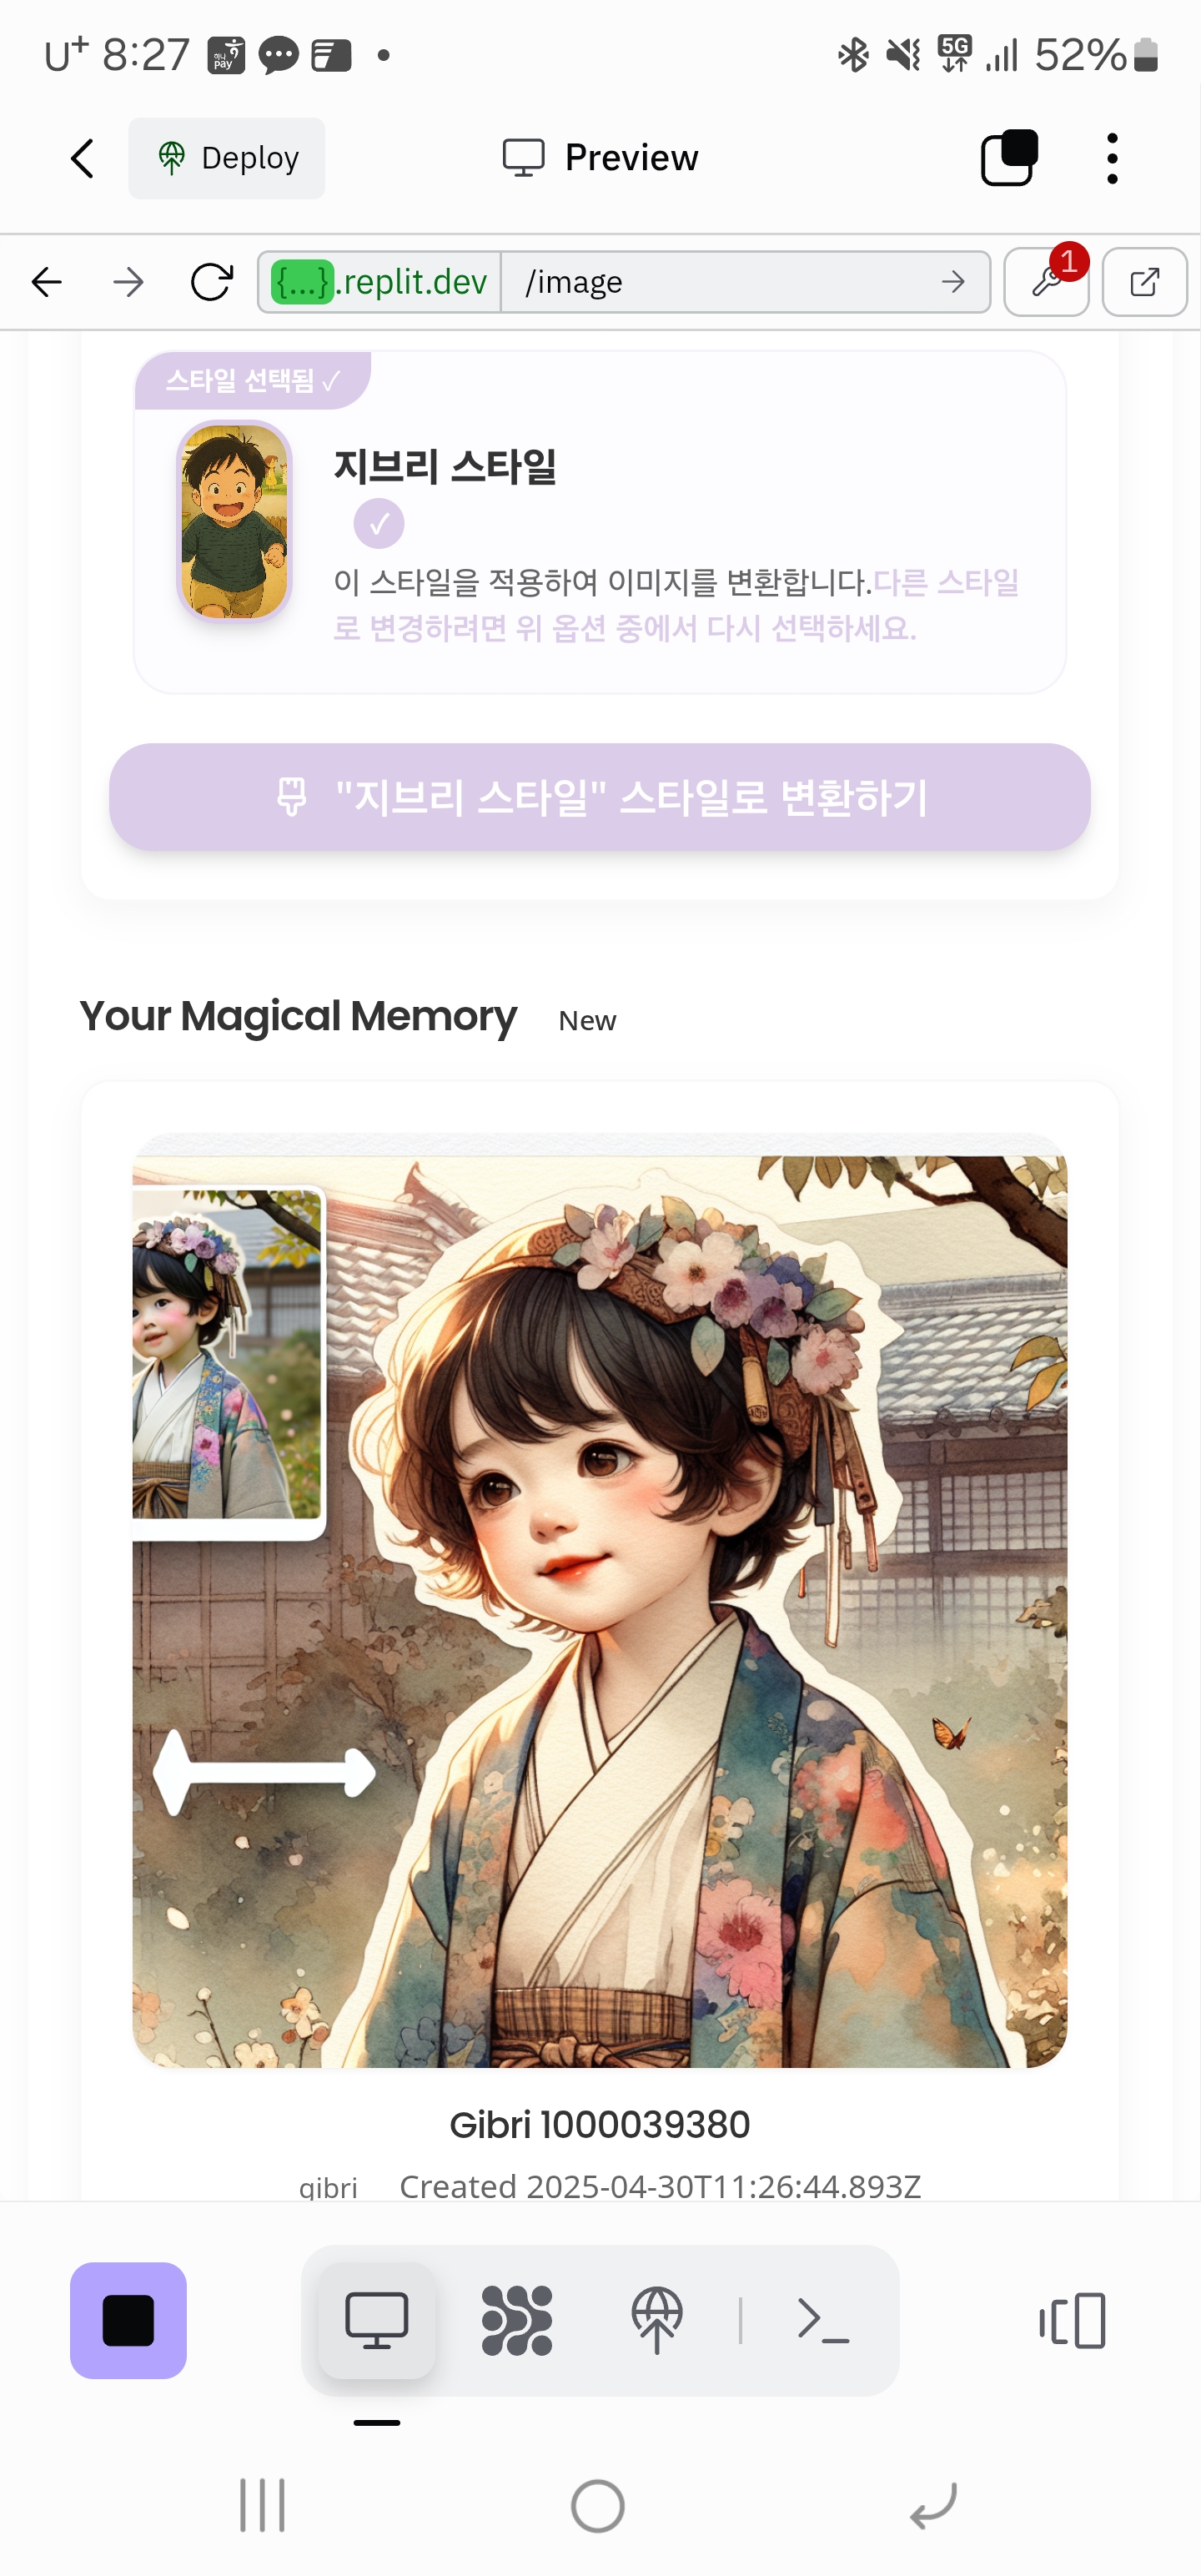 U+ 8:27 하나 pay 5G 52%
Deploy Preview
{...}.replit.dev /image 1
스타일 선택됨 ✓
지브리 스타일
✓
이 스타일을 적용하여 이미지를 변환합니다.다른 스타일
로 변경하려면 위 옵션 중에서 다시 선택하세요.
"지브리 스타일" 스타일로 변환하기
Your Magical Memory New
Gibri 1000039380
gibri Created 2025-04-30T11:26:44.893Z